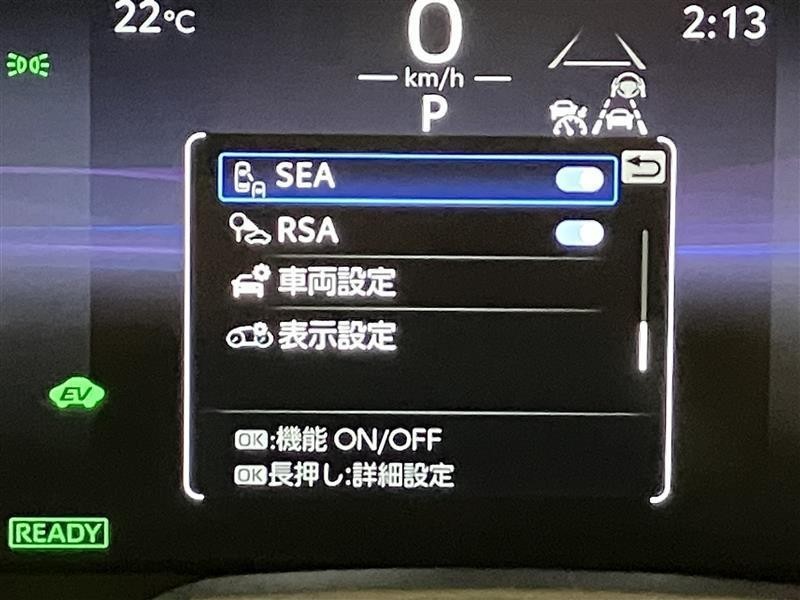 22℃
0
2:13
km/h
P
SEA
RSA
車両設定
表示設定
EV
OK:機能 ON/OFF
OK長押し:詳細設定
READY